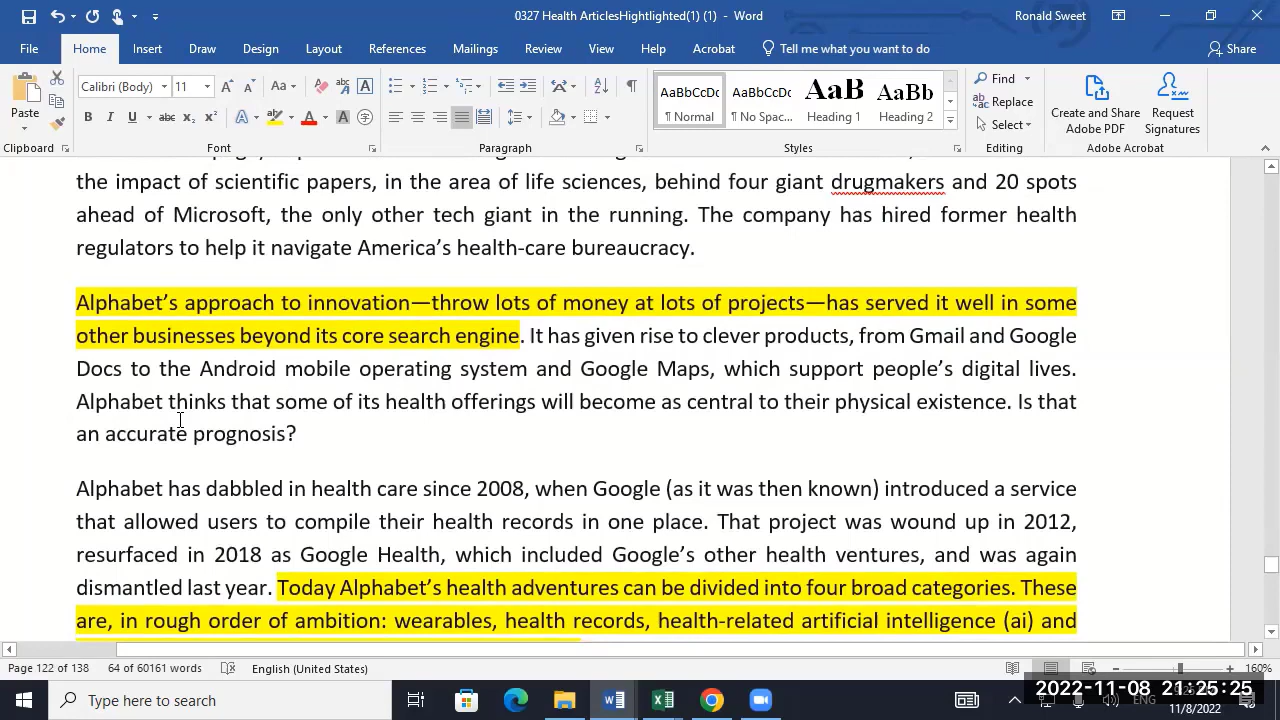 0327 Health ArticlesHightlighted(1) (1) - Word
Ronald Sweet
File Home Insert Draw Design Layout References Mailings Review View Help Acrobat Tell me what you want to do Share
Calibri (Body) 11
Paste
B I U abc x₂ x² A A A
Find
Replace
Select
AaBbCcDc AaBbCcDc AaBbC AaBb
¶ Normal ¶ No Spac... Heading 1 Heading 2
Create and Share Adobe PDF
Request Signatures
Clipboard Font Paragraph Styles Editing Adobe Acrobat
the impact of scientific papers, in the area of life sciences, behind four giant drugmakers and 20 spots
ahead of Microsoft, the only other tech giant in the running. The company has hired former health
regulators to help it navigate America's health-care bureaucracy.
Alphabet's approach to innovation—throw lots of money at lots of projects—has served it well in some
other businesses beyond its core search engine. It has given rise to clever products, from Gmail and Google
Docs to the Android mobile operating system and Google Maps, which support people's digital lives.
Alphabet thinks that some of its health offerings will become as central to their physical existence. Is that
an accurate prognosis?
Alphabet has dabbled in health care since 2008, when Google (as it was then known) introduced a service
that allowed users to compile their health records in one place. That project was wound up in 2012,
resurfaced in 2018 as Google Health, which included Google's other health ventures, and was again
dismantled last year. Today Alphabet's health adventures can be divided into four broad categories. These
are, in rough order of ambition: wearables, health records, health-related artificial intelligence (ai) and
Page 122 of 138 64 of 60161 words English (United States) 160%
Type here to search
2022-11-08 21:25:25
ENG
11/8/2022